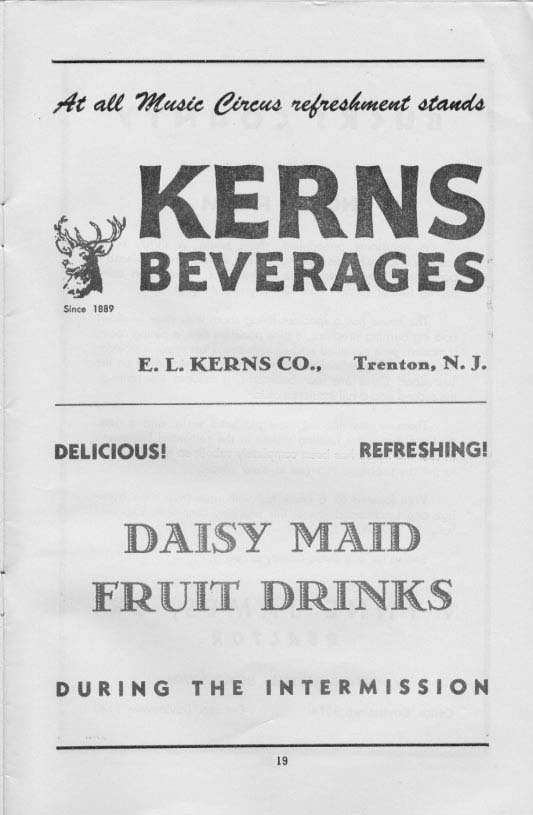 At all Music Circus refreshment stands
KERNS
BEVERAGES
Since 1889
E. L. KERNS CO., Trenton, N. J.
DELICIOUS! REFRESHING!
DAISY MAID
FRUIT DRINKS
DURING THE INTERMISSION
19